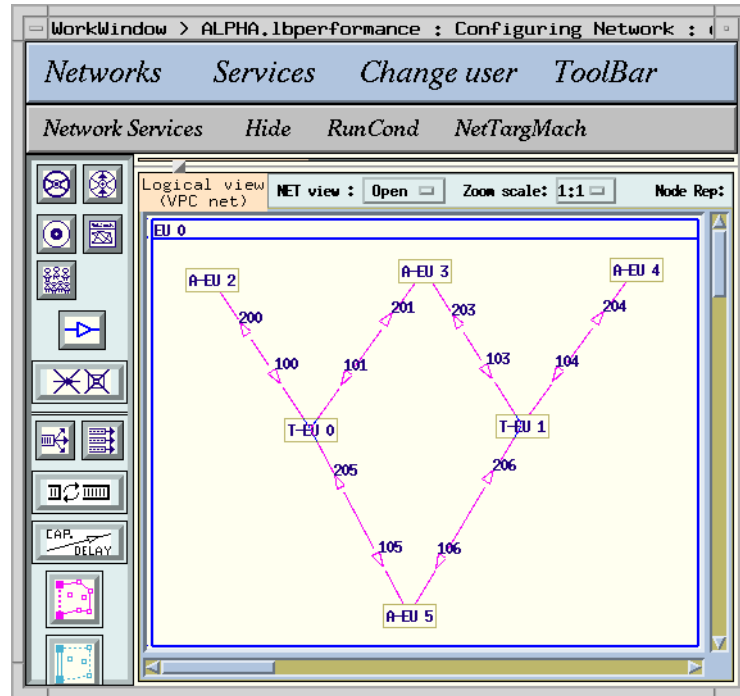 WorkWindow > ALPHA.lbperformance : Configuring Network :
Networks Services Change user ToolBar
Network Services Hide RunCond NetTargMach
Logical view
(VPC net)
NET view : Open Zoom scale: 1:1 Node Rep:
EU 0
A-EU 2 A-EU 3 A-EU 4
200 201 203 204
100 101 103 104
T-EU 0 T-EU 1
205 206
105 106
A-EU 5
CAP.
DELAY